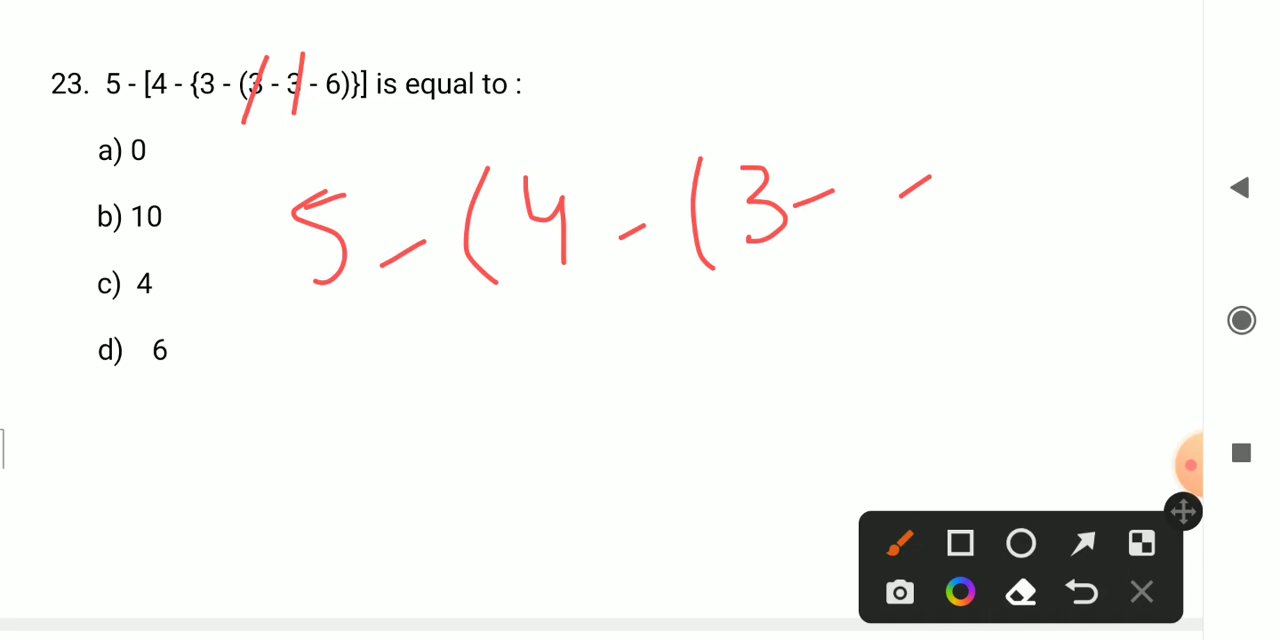 23. 5 - [4 - {3 - (3 - 3 - 6)}] is equal to :
a) 0
b) 10
c) 4
d) 6
5 - (4 - (3 - -